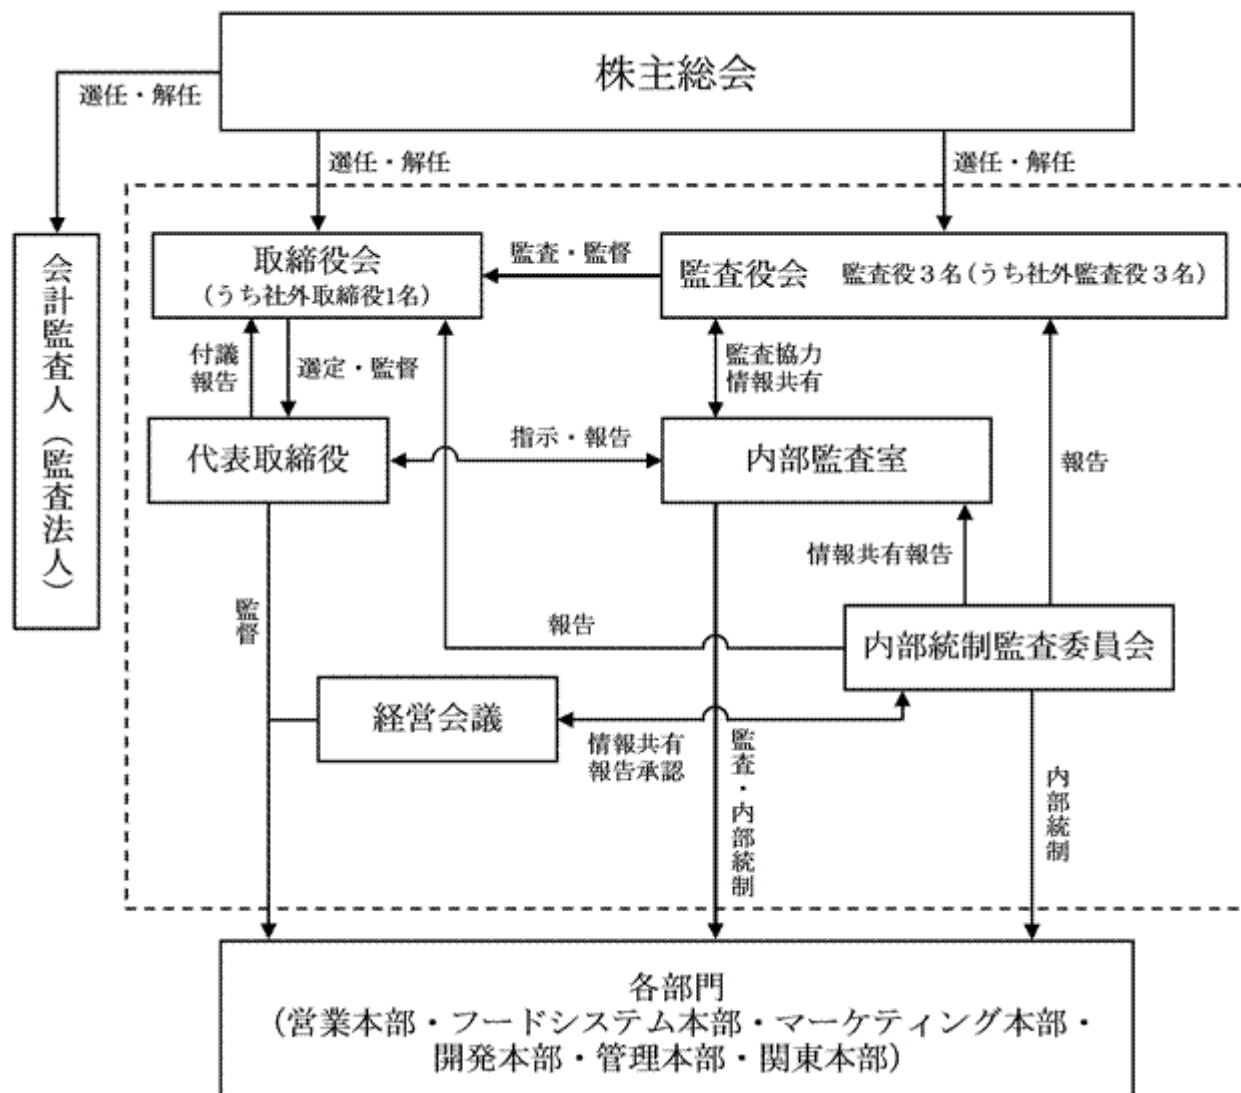 株主総会
選任・解任
選任・解任
選任・解任
会計監査人（監査法人）
取締役会
（うち社外取締役1名）
監査・監督
監査役会　監査役３名（うち社外監査役３名）
付議
報告
選定・監督
監査協力
情報共有
代表取締役
指示・報告
内部監査室
報告
情報共有報告
監督
報告
内部統制監査委員会
経営会議
情報共有
報告承認
監査・内部統制
内部統制
各部門
（営業本部・フードシステム本部・マーケティング本部・
開発本部・管理本部・関東本部）